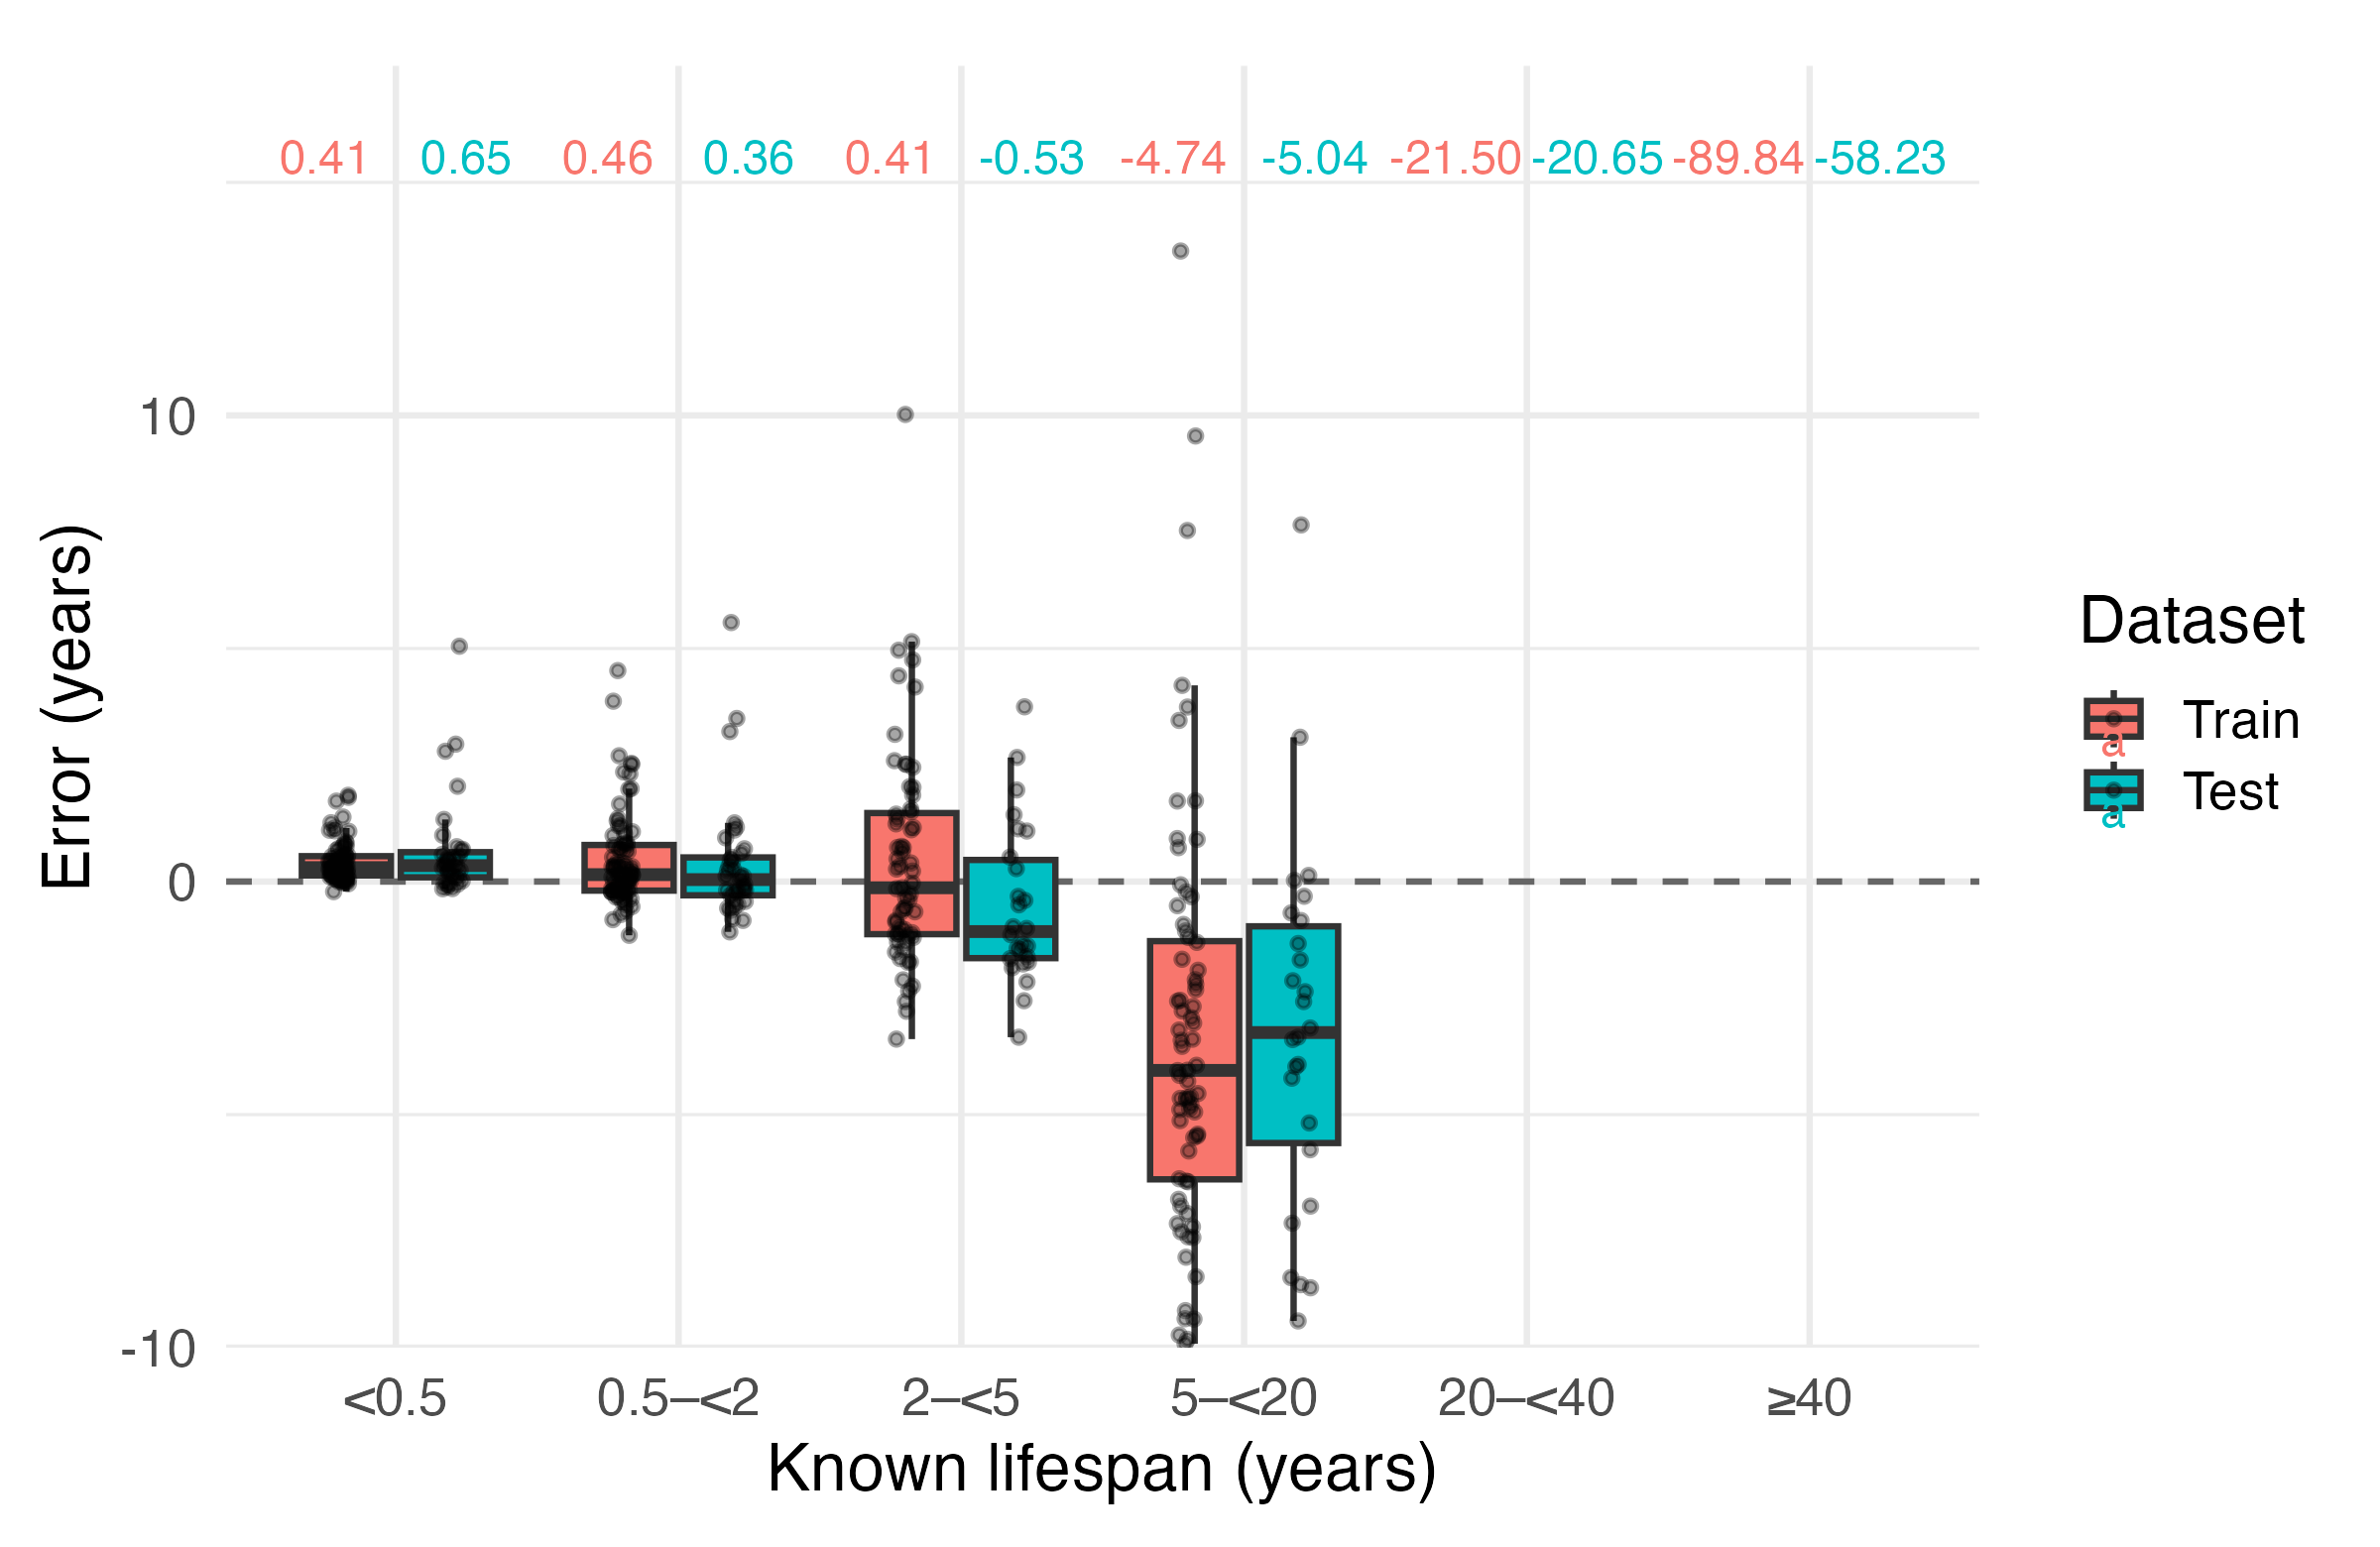 0.41 0.65 0.46 0.36 0.41 -0.53 -4.74 -5.04 -21.50 -20.65 -89.84 -58.23
10
0
-10
Error (years)
<0.5 0.5–<2 2–<5 5–<20 20–<40 ≥40
Known lifespan (years)
Dataset
a Train
a Test